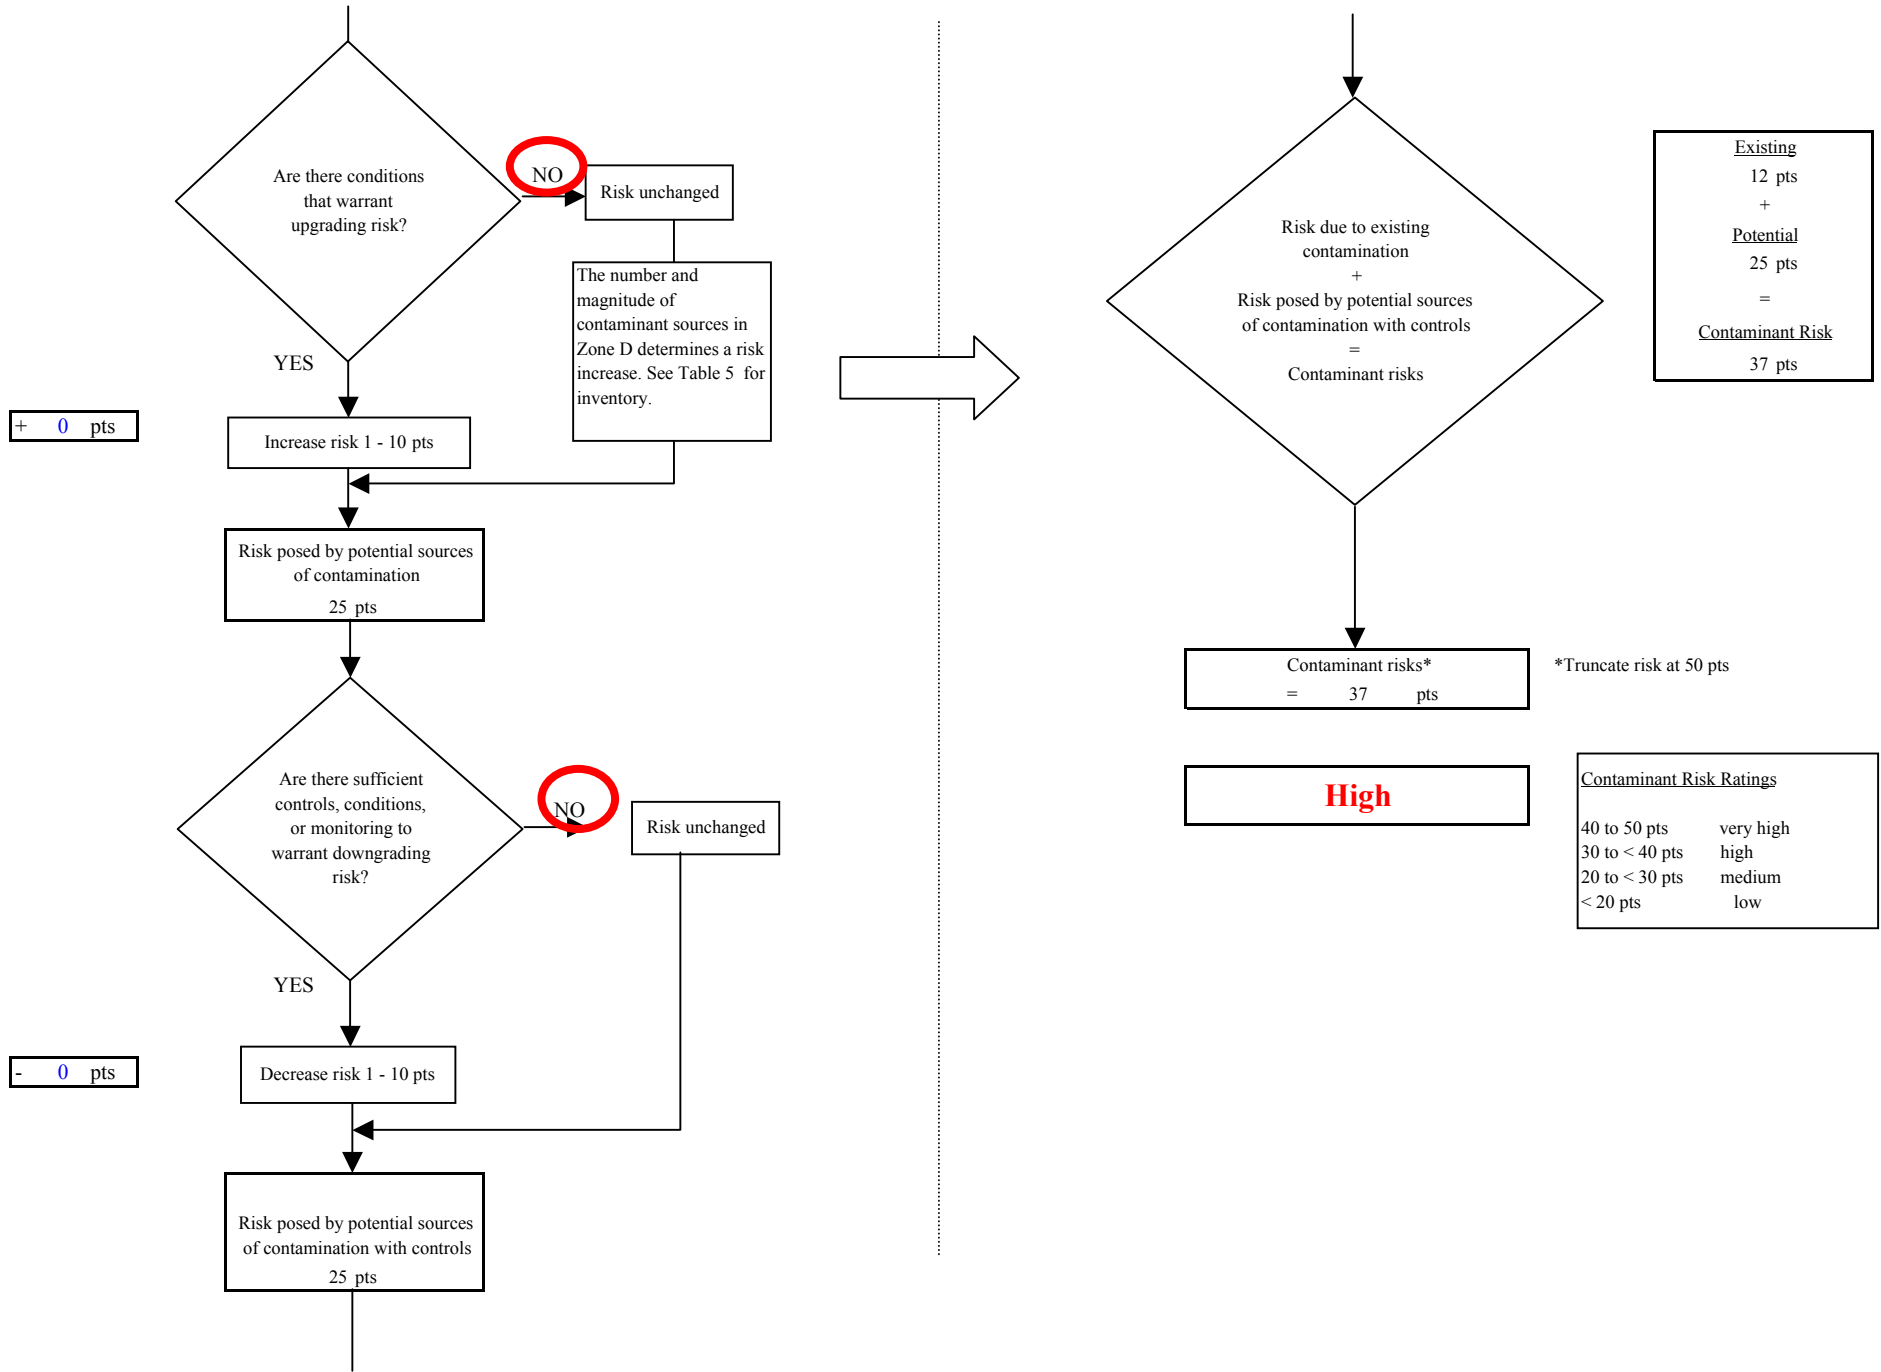 Are there conditions
that warrant
upgrading risk?
NO
Risk unchanged
The number and
magnitude of
contaminant sources in
Zone D determines a risk
increase. See Table 5 for
inventory.
YES
+ 0 pts
Increase risk 1 - 10 pts
Risk posed by potential sources
of contamination
25 pts
Are there sufficient
controls, conditions,
or monitoring to
warrant downgrading
risk?
NO
Risk unchanged
YES
- 0 pts
Decrease risk 1 - 10 pts
Risk posed by potential sources
of contamination with controls
25 pts
Risk due to existing
contamination
+
Risk posed by potential sources
of contamination with controls
=
Contaminant risks
Existing
12 pts
+
Potential
25 pts
=
Contaminant Risk
37 pts
Contaminant risks*
= 37 pts
*Truncate risk at 50 pts
High
Contaminant Risk Ratings
40 to 50 pts very high
30 to < 40 pts high
20 to < 30 pts medium
< 20 pts low